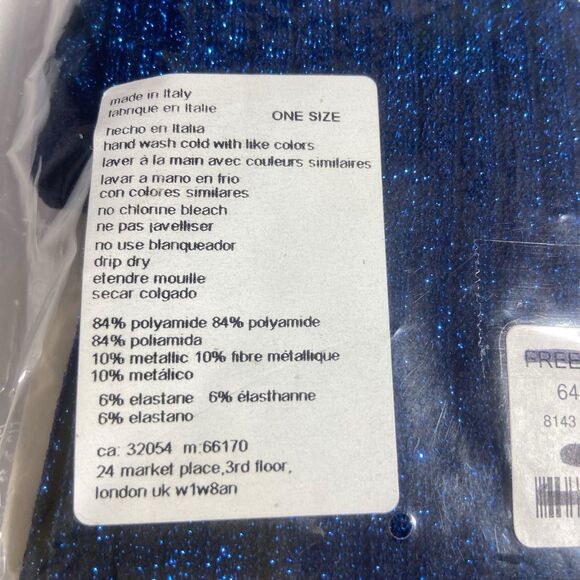 made in Italy
fabrique en Italie
ONE SIZE
hecho en Italia
hand wash cold with like colors
laver à la main avec couleurs similaires
lavar a mano en frio
con colores similares
no chlorine bleach
ne pas javelliser
no use blanqueador
drip dry
etendre mouille
secar colgado
84% polyamide 84% polyamide
84% poliamida
10% metallic 10% fibre métallique
10% metálico
6% elastane 6% élasthanne
6% elastano
ca: 32054 m:66170
24 market place,3rd floor,
london uk w1w8an
FREE
64
8143